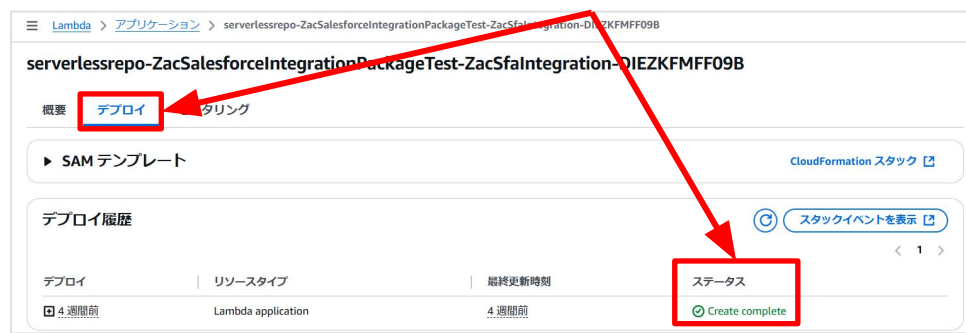 Lambda > アプリケーション > serverlessrepo-ZacSalesforceIntegrationPackageTest-ZacSfaIntegration-DIEZKFMFF09B
serverlessrepo-ZacSalesforceIntegrationPackageTest-ZacSfaIntegration-DIEZKFMFF09B
概要 デプロイ タリング
▶ SAM テンプレート CloudFormation スタック
デプロイ履歴 スタックイベントを表示
< 1 >
デプロイ リソースタイプ 最終更新時刻 ステータス
4 週間前 Lambda application 4 週間前 Create complete